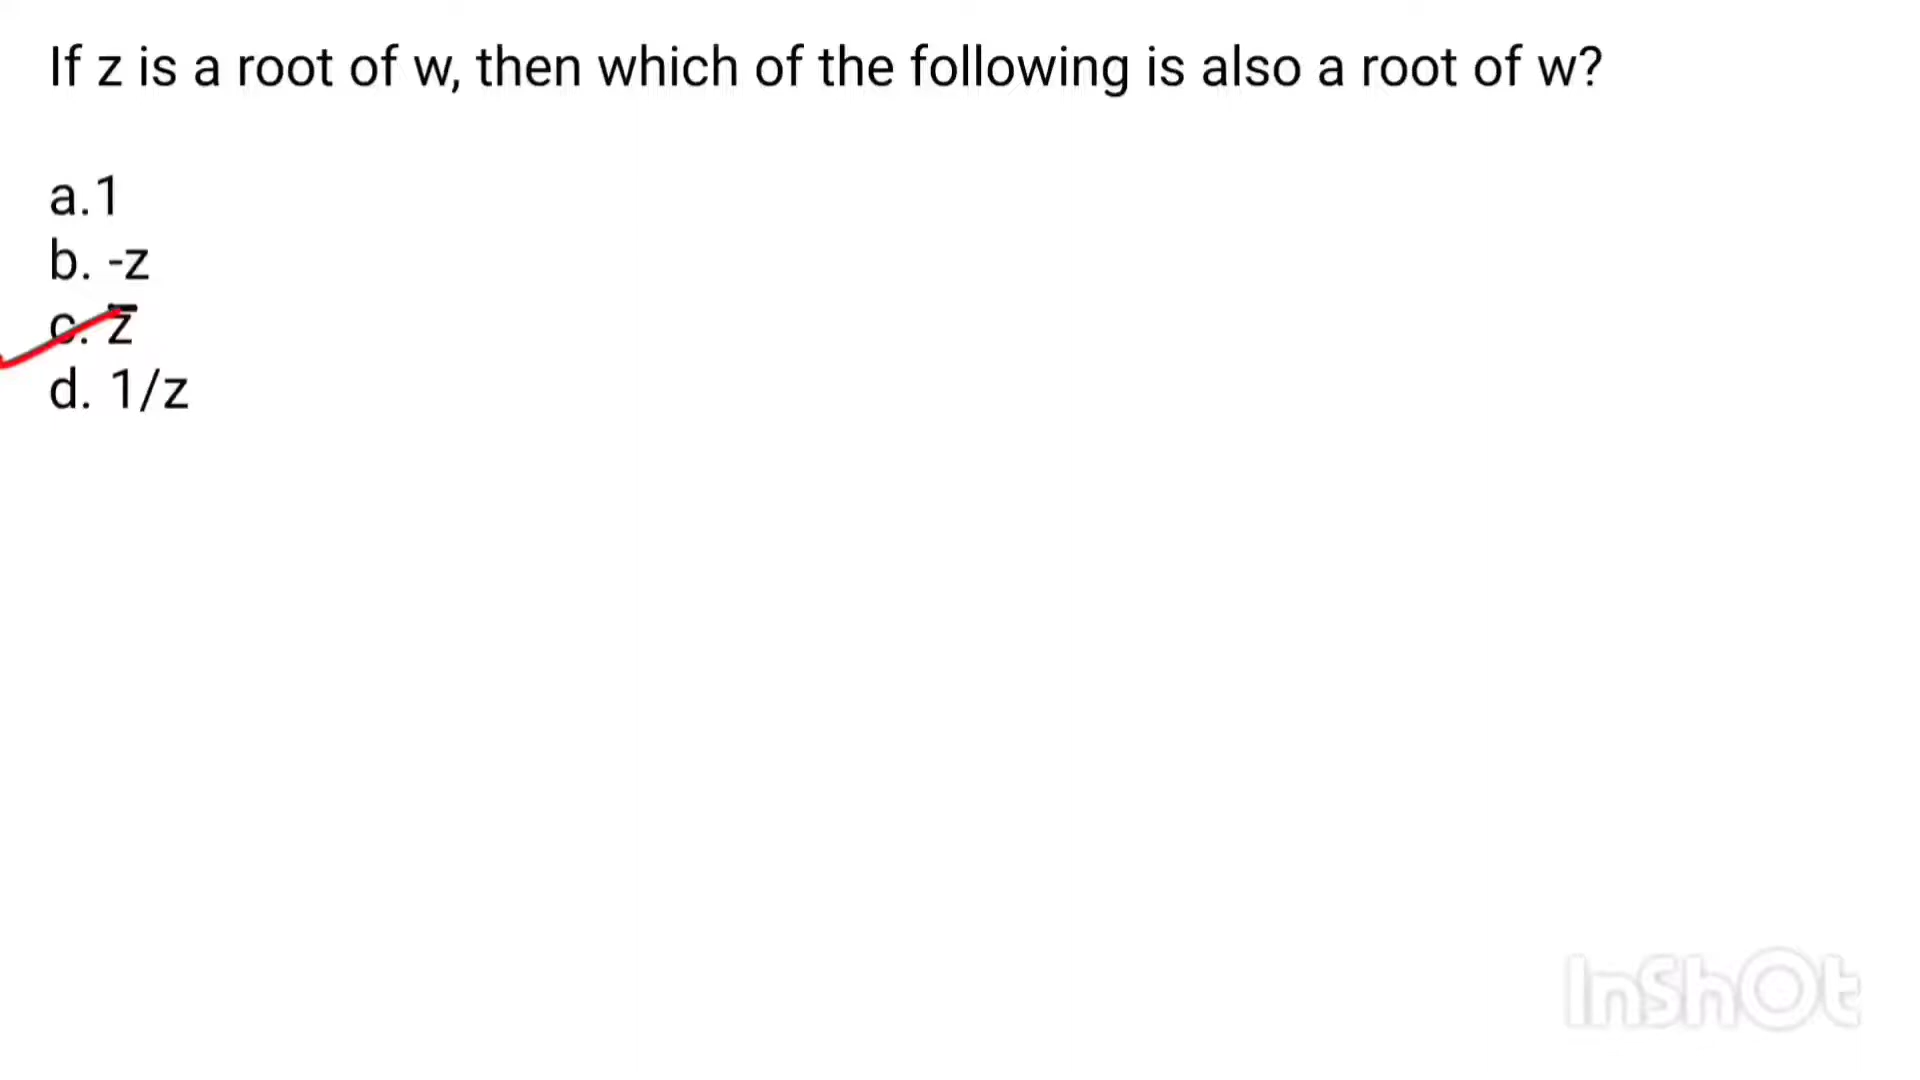 If z is a root of w, then which of the following is also a root of w?
a.1
b. -z
c. z̅
d. 1/z
InShOt